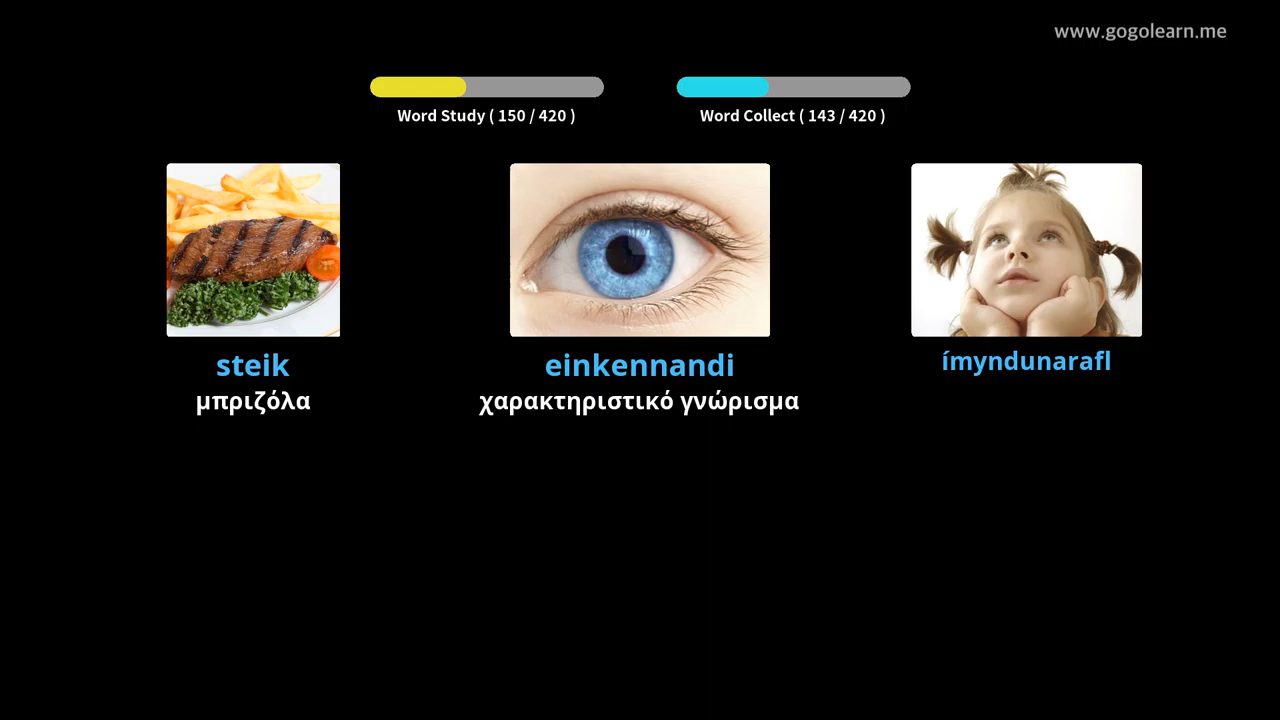 www.gogolearn.me
Word Study ( 150 / 420 )
Word Collect ( 143 / 420 )
steik
μπριζόλα
einkennandi
χαρακτηριστικό γνώρισμα
ímyndunarafl